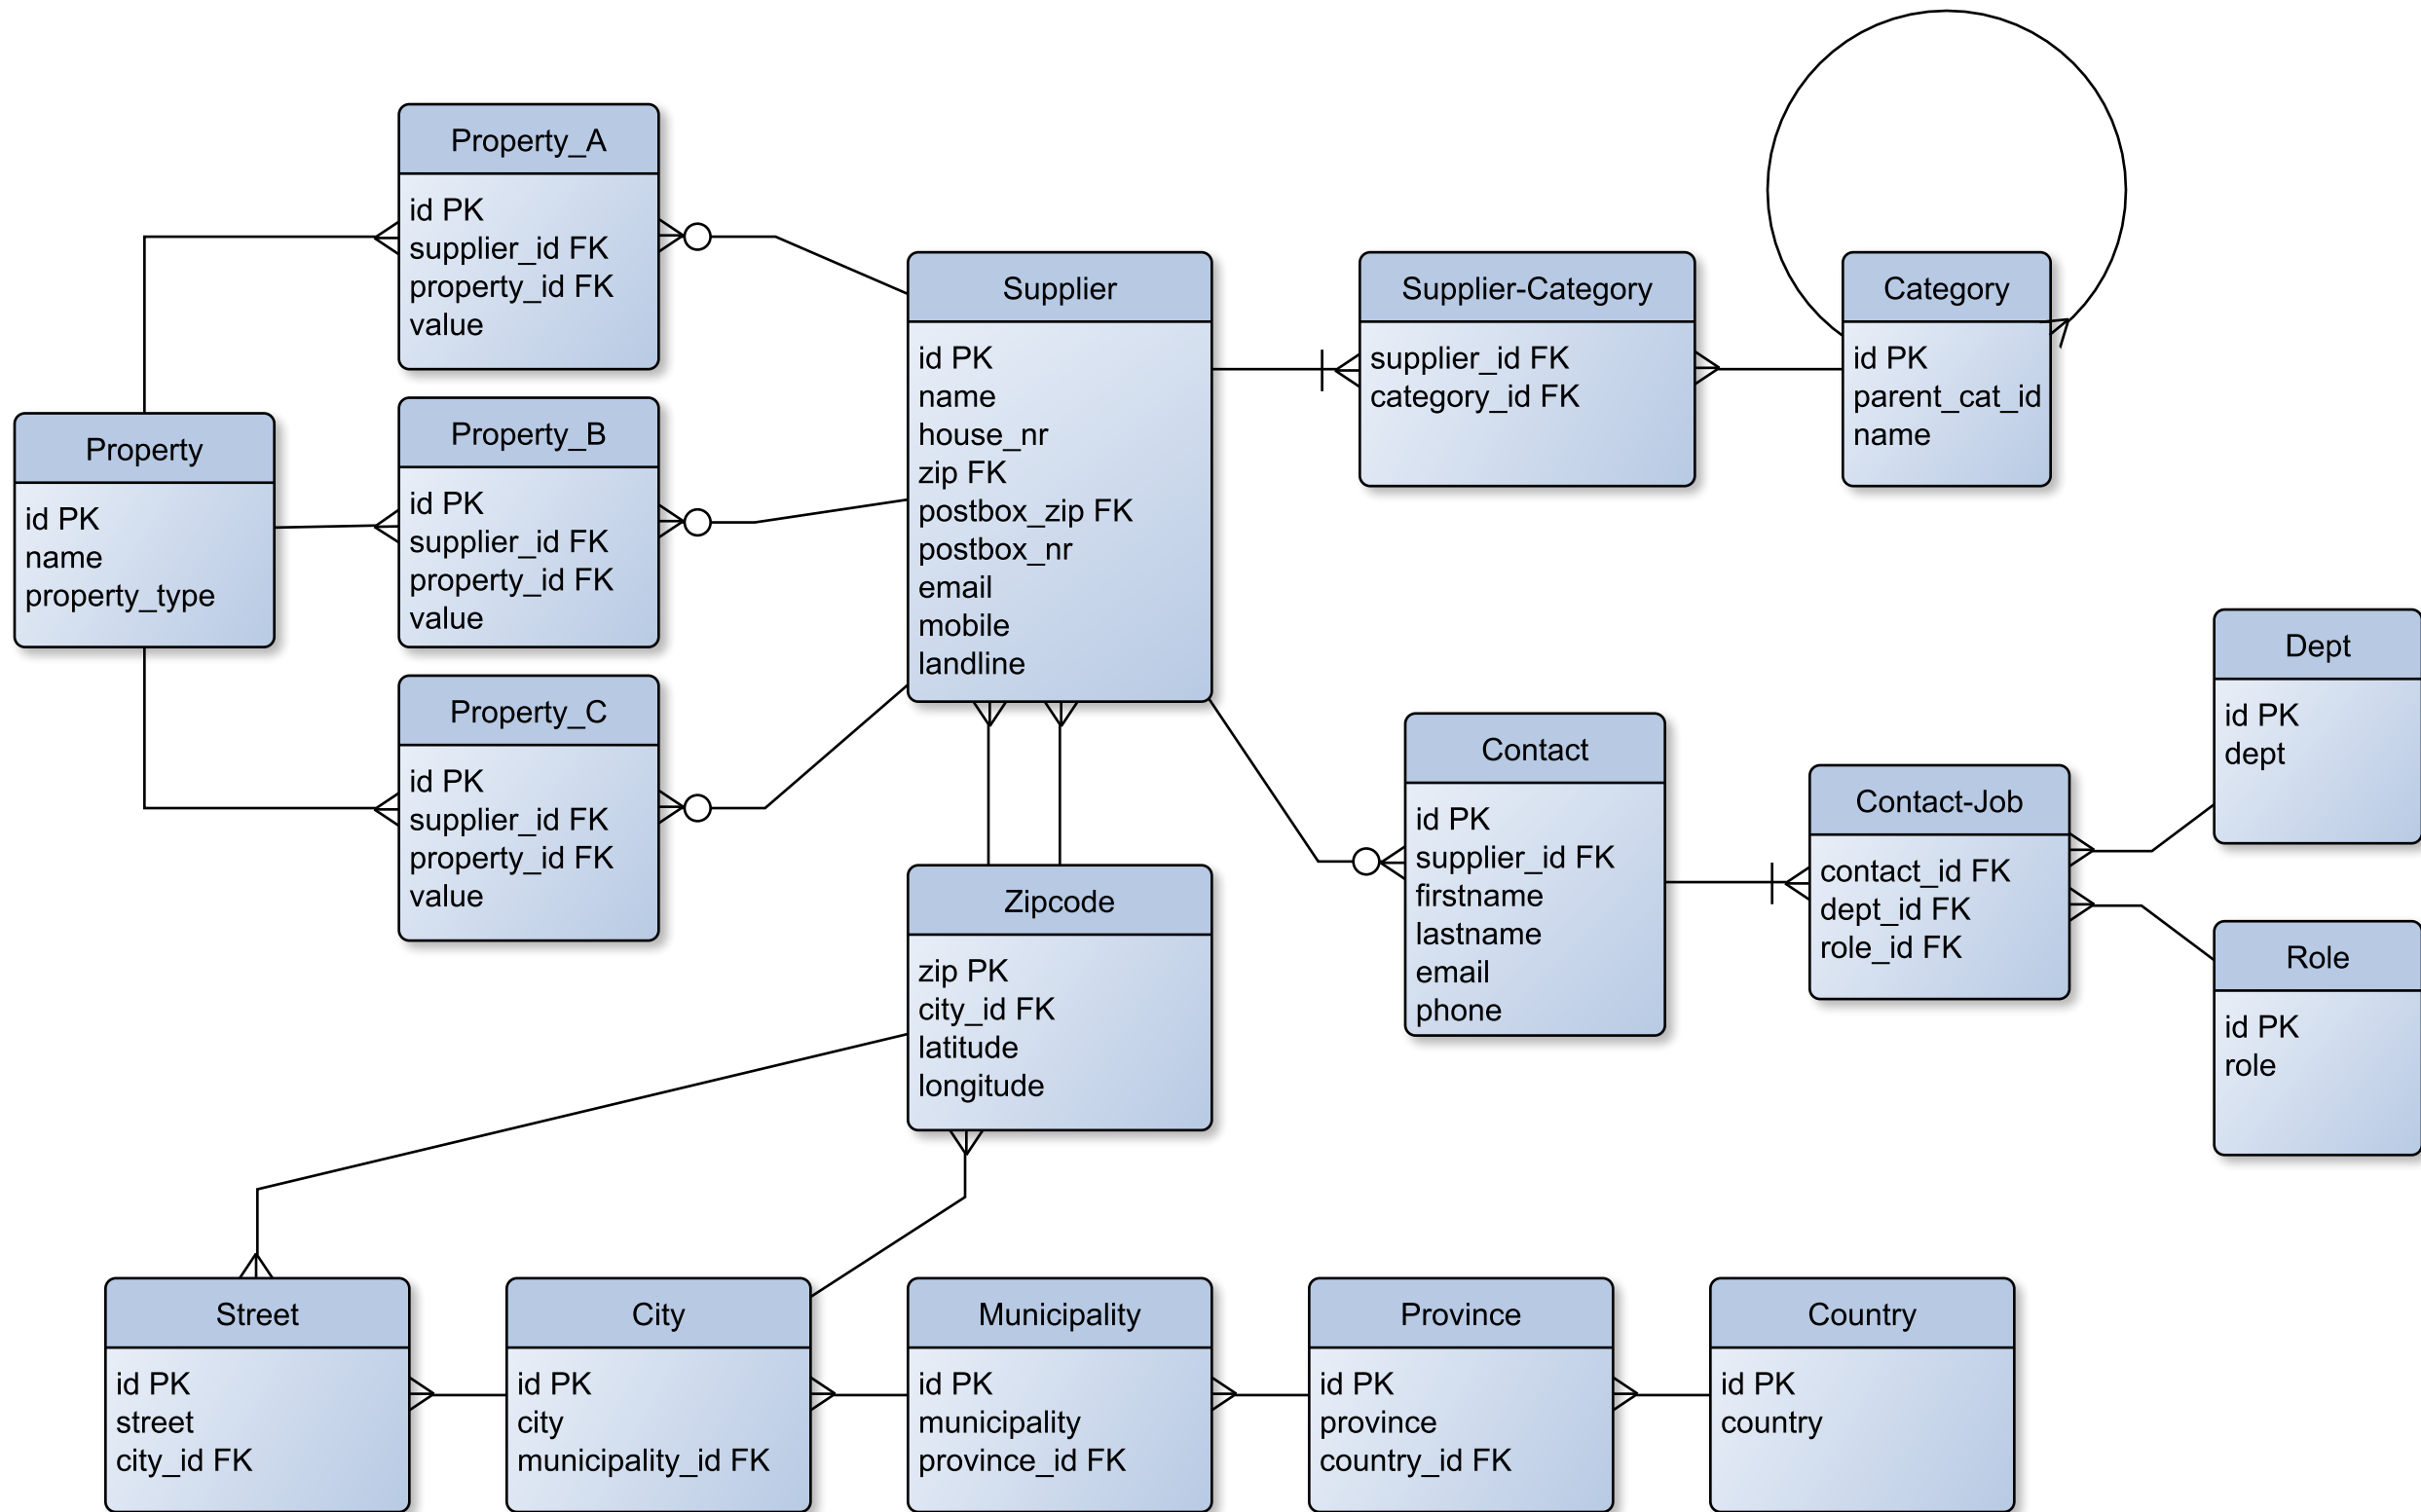 Property_A
id PK
supplier_id FK
property_id FK
value
Property
id PK
name
property_type
Property_B
id PK
supplier_id FK
property_id FK
value
Property_C
id PK
supplier_id FK
property_id FK
value
Supplier
id PK
name
house_nr
zip FK
postbox_zip FK
postbox_nr
email
mobile
landline
Supplier-Category
supplier_id FK
category_id FK
Category
id PK
parent_cat_id
name
Contact
id PK
supplier_id FK
firstname
lastname
email
phone
Contact-Job
contact_id FK
dept_id FK
role_id FK
Dept
id PK
dept
Role
id PK
role
Zipcode
zip PK
city_id FK
latitude
longitude
Street
id PK
street
city_id FK
City
id PK
city
municipality_id FK
Municipality
id PK
municipality
province_id FK
Province
id PK
province
country_id FK
Country
id PK
country